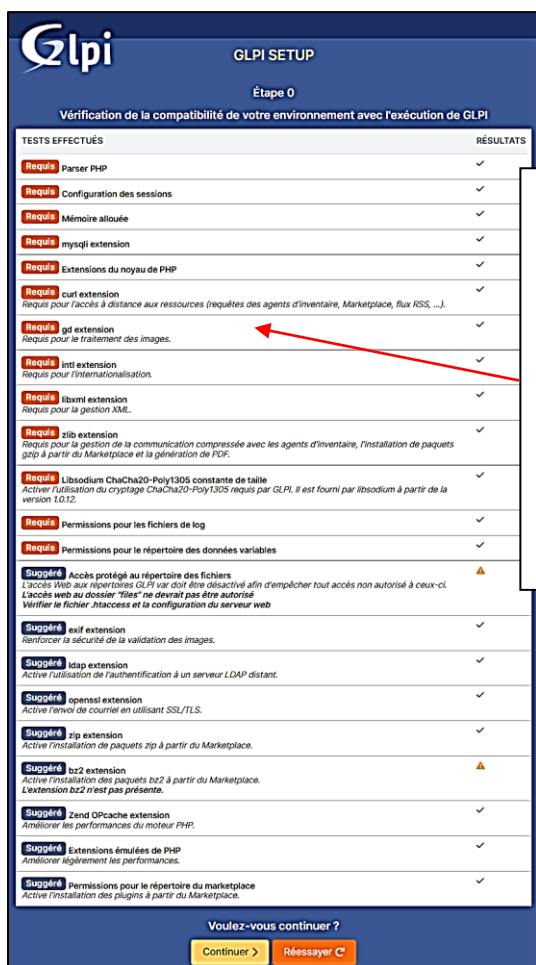 Glpi
GLPI SETUP
Étape 0
Vérification de la compatibilité de votre environnement avec l'exécution de GLPI
TESTS EFFECTUÉS RÉSULTATS
Requis Parser PHP
Requis Configuration des sessions
Requis Mémoire allouée
Requis mysqli extension
Requis Extensions du noyau de PHP
Requis curl extension
Requis pour l'accès à distance aux ressources (requêtes des agents d'inventaire, Marketplace, flux RSS, ...).
Requis gd extension
Requis pour le traitement des images.
Requis intl extension
Requis pour l'internationalisation.
Requis libxml extension
Requis pour la gestion XML.
Requis zlib extension
Requis pour la gestion de la communication compressée avec les agents d'inventaire, l'installation de paquets
gzip à partir du Marketplace et la génération de PDF.
Requis Libsodium ChaCha20-Poly1305 constante de taille
Activer l'utilisation du cryptage ChaCha20-Poly1305 requis par GLPI. Il est fourni par libsodium à partir de la
version 1.0.12.
Requis Permissions pour les fichiers de log
Requis Permissions pour le répertoire des données variables
Suggéré Accès protégé au répertoire des fichiers
L'accès Web aux répertoires GLPI var doit être désactivé afin d'empêcher tout accès non autorisé à ceux-ci.
L'accès web au dossier "files" ne devrait pas être autorisé
Vérifier le fichier .htaccess et la configuration du serveur web
Suggéré exif extension
Renforcer la sécurité de la validation des images.
Suggéré ldap extension
Active l'utilisation de l'authentification à un serveur LDAP distant.
Suggéré openssl extension
Active l'envoi de courriel en utilisant SSL/TLS.
Suggéré zip extension
Active l'installation de paquets zip à partir du Marketplace.
Suggéré bz2 extension
Active l'installation des paquets bz2 à partir du Marketplace.
L'extension bz2 n'est pas présente.
Suggéré Zend OPcache extension
Améliorer les performances du moteur PHP.
Suggéré Extensions émulées de PHP
Améliorer légèrement les performances.
Suggéré Permissions pour le répertoire du marketplace
Active l'installation des plugins à partir du Marketplace.
Voulez-vous continuer ?
Continuer > Réessayer